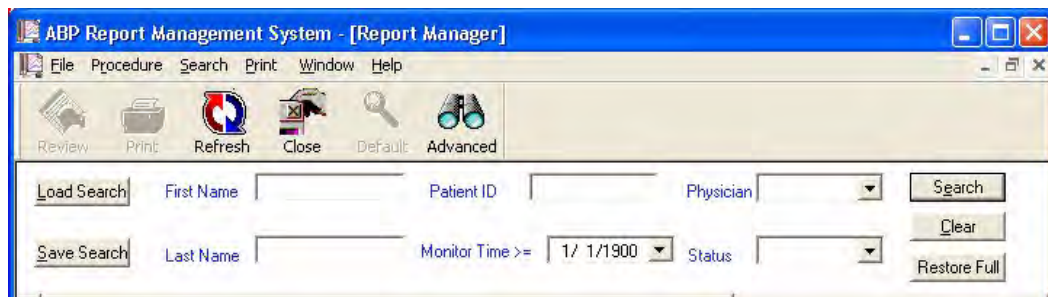 ABP Report Management System - [Report Manager]
File Procedure Search Print Window Help
Review Print Refresh Close Default Advanced
Load Search First Name Patient ID Physician Search
Clear
Save Search Last Name Monitor Time >= 1/ 1/1900 Status
Restore Full